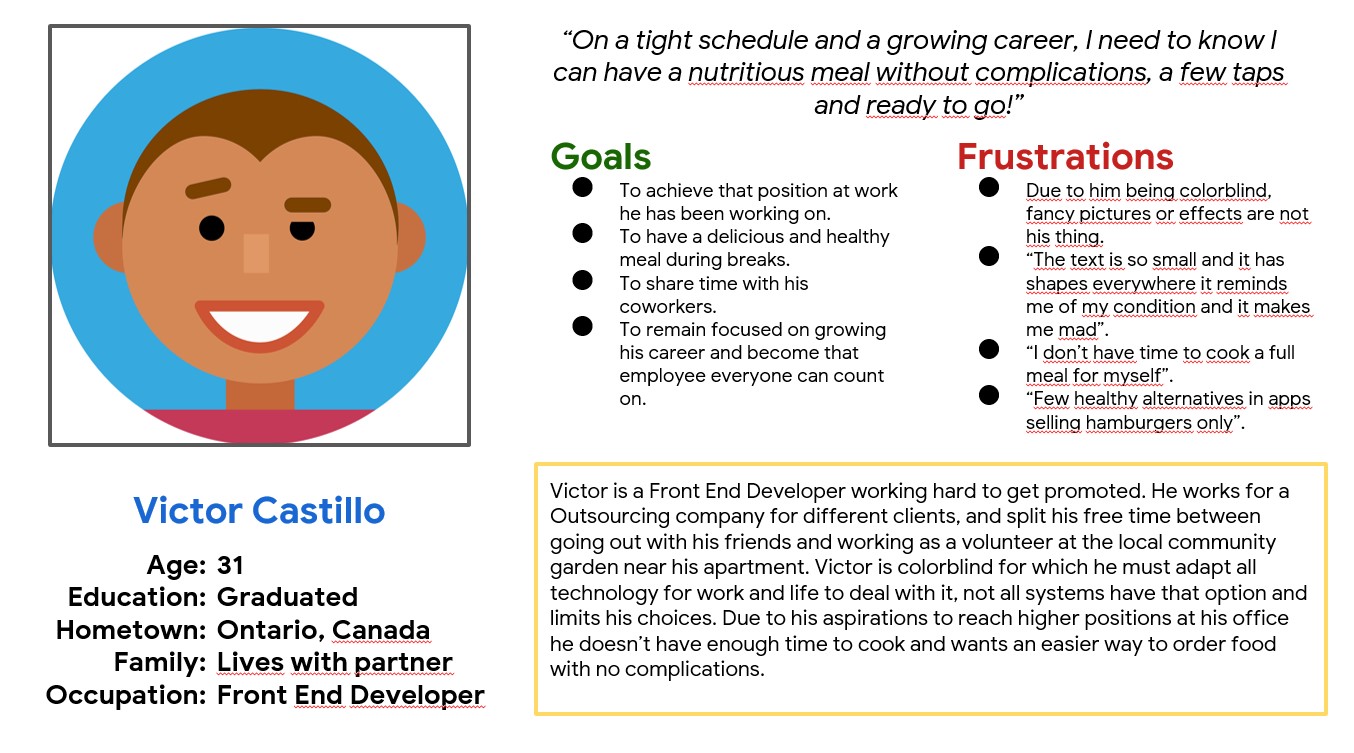 “On a tight schedule and a growing career, I need to know I
can have a nutritious meal without complications, a few taps
and ready to go!”
Goals
To achieve that position at work
he has been working on.
To have a delicious and healthy
meal during breaks.
To share time with his
coworkers.
To remain focused on growing
his career and become that
employee everyone can count
on.
Frustrations
Due to him being colorblind,
fancy pictures or effects are not
his thing.
“The text is so small and it has
shapes everywhere it reminds
me of my condition and it makes
me mad”.
“I don’t have time to cook a full
meal for myself”.
“Few healthy alternatives in apps
selling hamburgers only”.
Victor Castillo
Age: 31
Education: Graduated
Hometown: Ontario, Canada
Family: Lives with partner
Occupation: Front End Developer
Victor is a Front End Developer working hard to get promoted. He works for a
Outsourcing company for different clients, and split his free time between
going out with his friends and working as a volunteer at the local community
garden near his apartment. Victor is colorblind for which he must adapt all
technology for work and life to deal with it, not all systems have that option and
limits his choices. Due to his aspirations to reach higher positions at his office
he doesn’t have enough time to cook and wants an easier way to order food
with no complications.